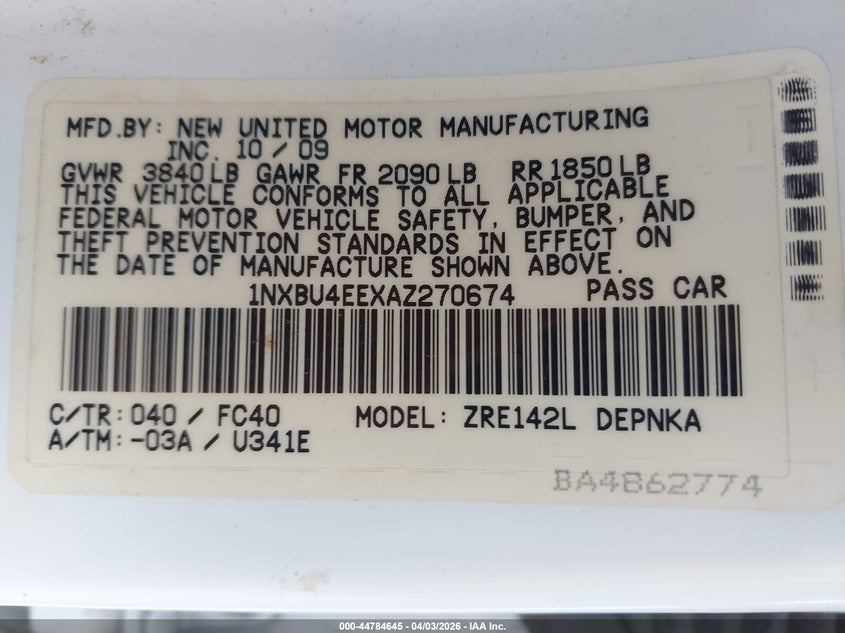 MFD.BY: NEW UNITED MOTOR MANUFACTURING
INC. 10 / 09
GVWR 3840 LB GAWR FR 2090 LB RR 1850 LB
THIS VEHICLE CONFORMS TO ALL APPLICABLE
FEDERAL MOTOR VEHICLE SAFETY, BUMPER, AND
THEFT PREVENTION STANDARDS IN EFFECT ON
THE DATE OF MANUFACTURE SHOWN ABOVE.
1NXBU4EEXAZ270674 PASS CAR
C/TR: 040 / FC40 MODEL: ZRE142L DEPNKA
A/TM: -03A / U341E
BA4862774
000-44784645 - 04/03/2026 - IAA Inc.